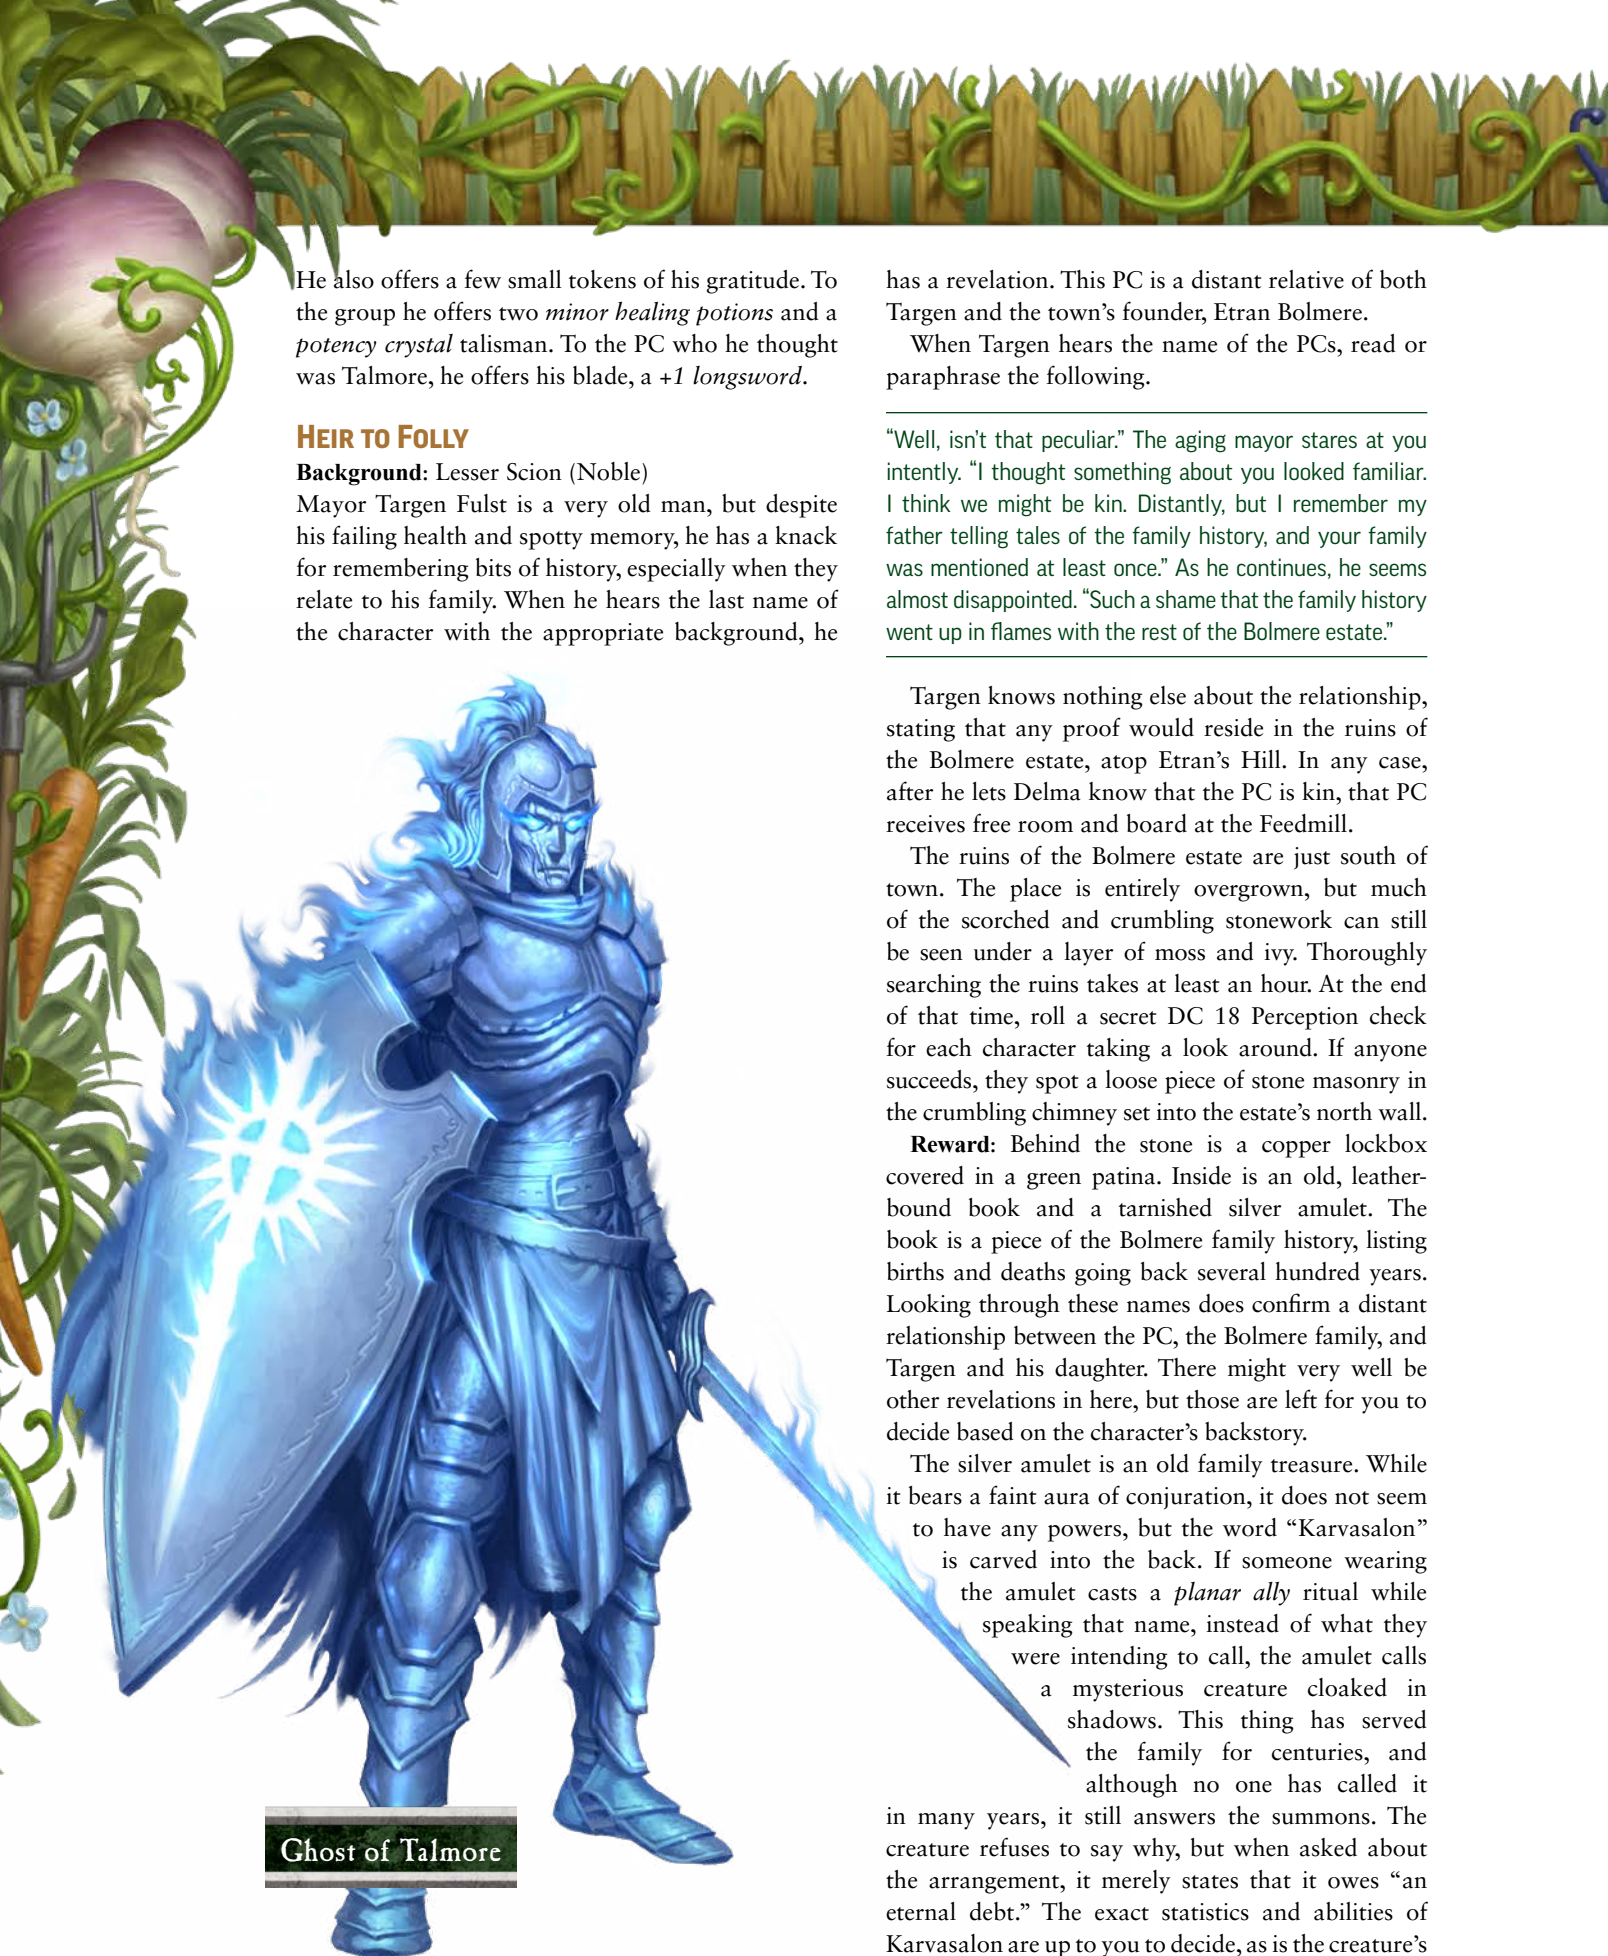 He also offers a few small tokens of his gratitude. To
the group he offers two minor healing potions and a
potency crystal talisman. To the PC who he thought
was Talmore, he offers his blade, a +1 longsword.
HEIR TO FOLLY
Background: Lesser Scion (Noble)
Mayor Targen Fulst is a very old man, but despite
his failing health and spotty memory, he has a knack
for remembering bits of history, especially when they
relate to his family. When he hears the last name of
the character with the appropriate background, he
Ghost of Talmore
has a revelation. This PC is a distant relative of both
Targen and the town's founder, Etran Bolmere.
When Targen hears the name of the PCs, read or
paraphrase the following.
“Well, isn't that peculiar.” The aging mayor stares at you
intently. “I thought something about you looked familiar.
I think we might be kin. Distantly, but I remember my
father telling tales of the family history, and your family
was mentioned at least once.” As he continues, he seems
almost disappointed. “Such a shame that the family history
went up in flames with the rest of the Bolmere estate.”
Targen knows nothing else about the relationship,
stating that any proof would reside in the ruins of
the Bolmere estate, atop Etran's Hill. In any case,
after he lets Delma know that the PC is kin, that PC
receives free room and board at the Feedmill.
The ruins of the Bolmere estate are just south of
town. The place is entirely overgrown, but much
of the scorched and crumbling stonework can still
be seen under a layer of moss and ivy. Thoroughly
searching the ruins takes at least an hour. At the end
of that time, roll a secret DC 18 Perception check
for each character taking a look around. If anyone
succeeds, they spot a loose piece of stone masonry in
the crumbling chimney set into the estate's north wall.
Reward: Behind the stone is a copper lockbox
covered in a green patina. Inside is an old, leather-
bound book and a tarnished silver amulet. The
book is a piece of the Bolmere family history, listing
births and deaths going back several hundred years.
Looking through these names does confirm a distant
relationship between the PC, the Bolmere family, and
Targen and his daughter. There might very well be
other revelations in here, but those are left for you to
decide based on the character's backstory.
The silver amulet is an old family treasure. While
it bears a faint aura of conjuration, it does not seem
to have any powers, but the word “Karvasalon”
is carved into the back. If someone wearing
the amulet casts a planar ally ritual while
speaking that name, instead of what they
were intending to call, the amulet calls
a mysterious creature cloaked in
shadows. This thing has served
the family for centuries, and
although no one has called it
in many years, it still answers the summons. The
creature refuses to say why, but when asked about
the arrangement, it merely states that it owes “an
eternal debt.” The exact statistics and abilities of
Karvasalon are up to you to decide, as is the creature's